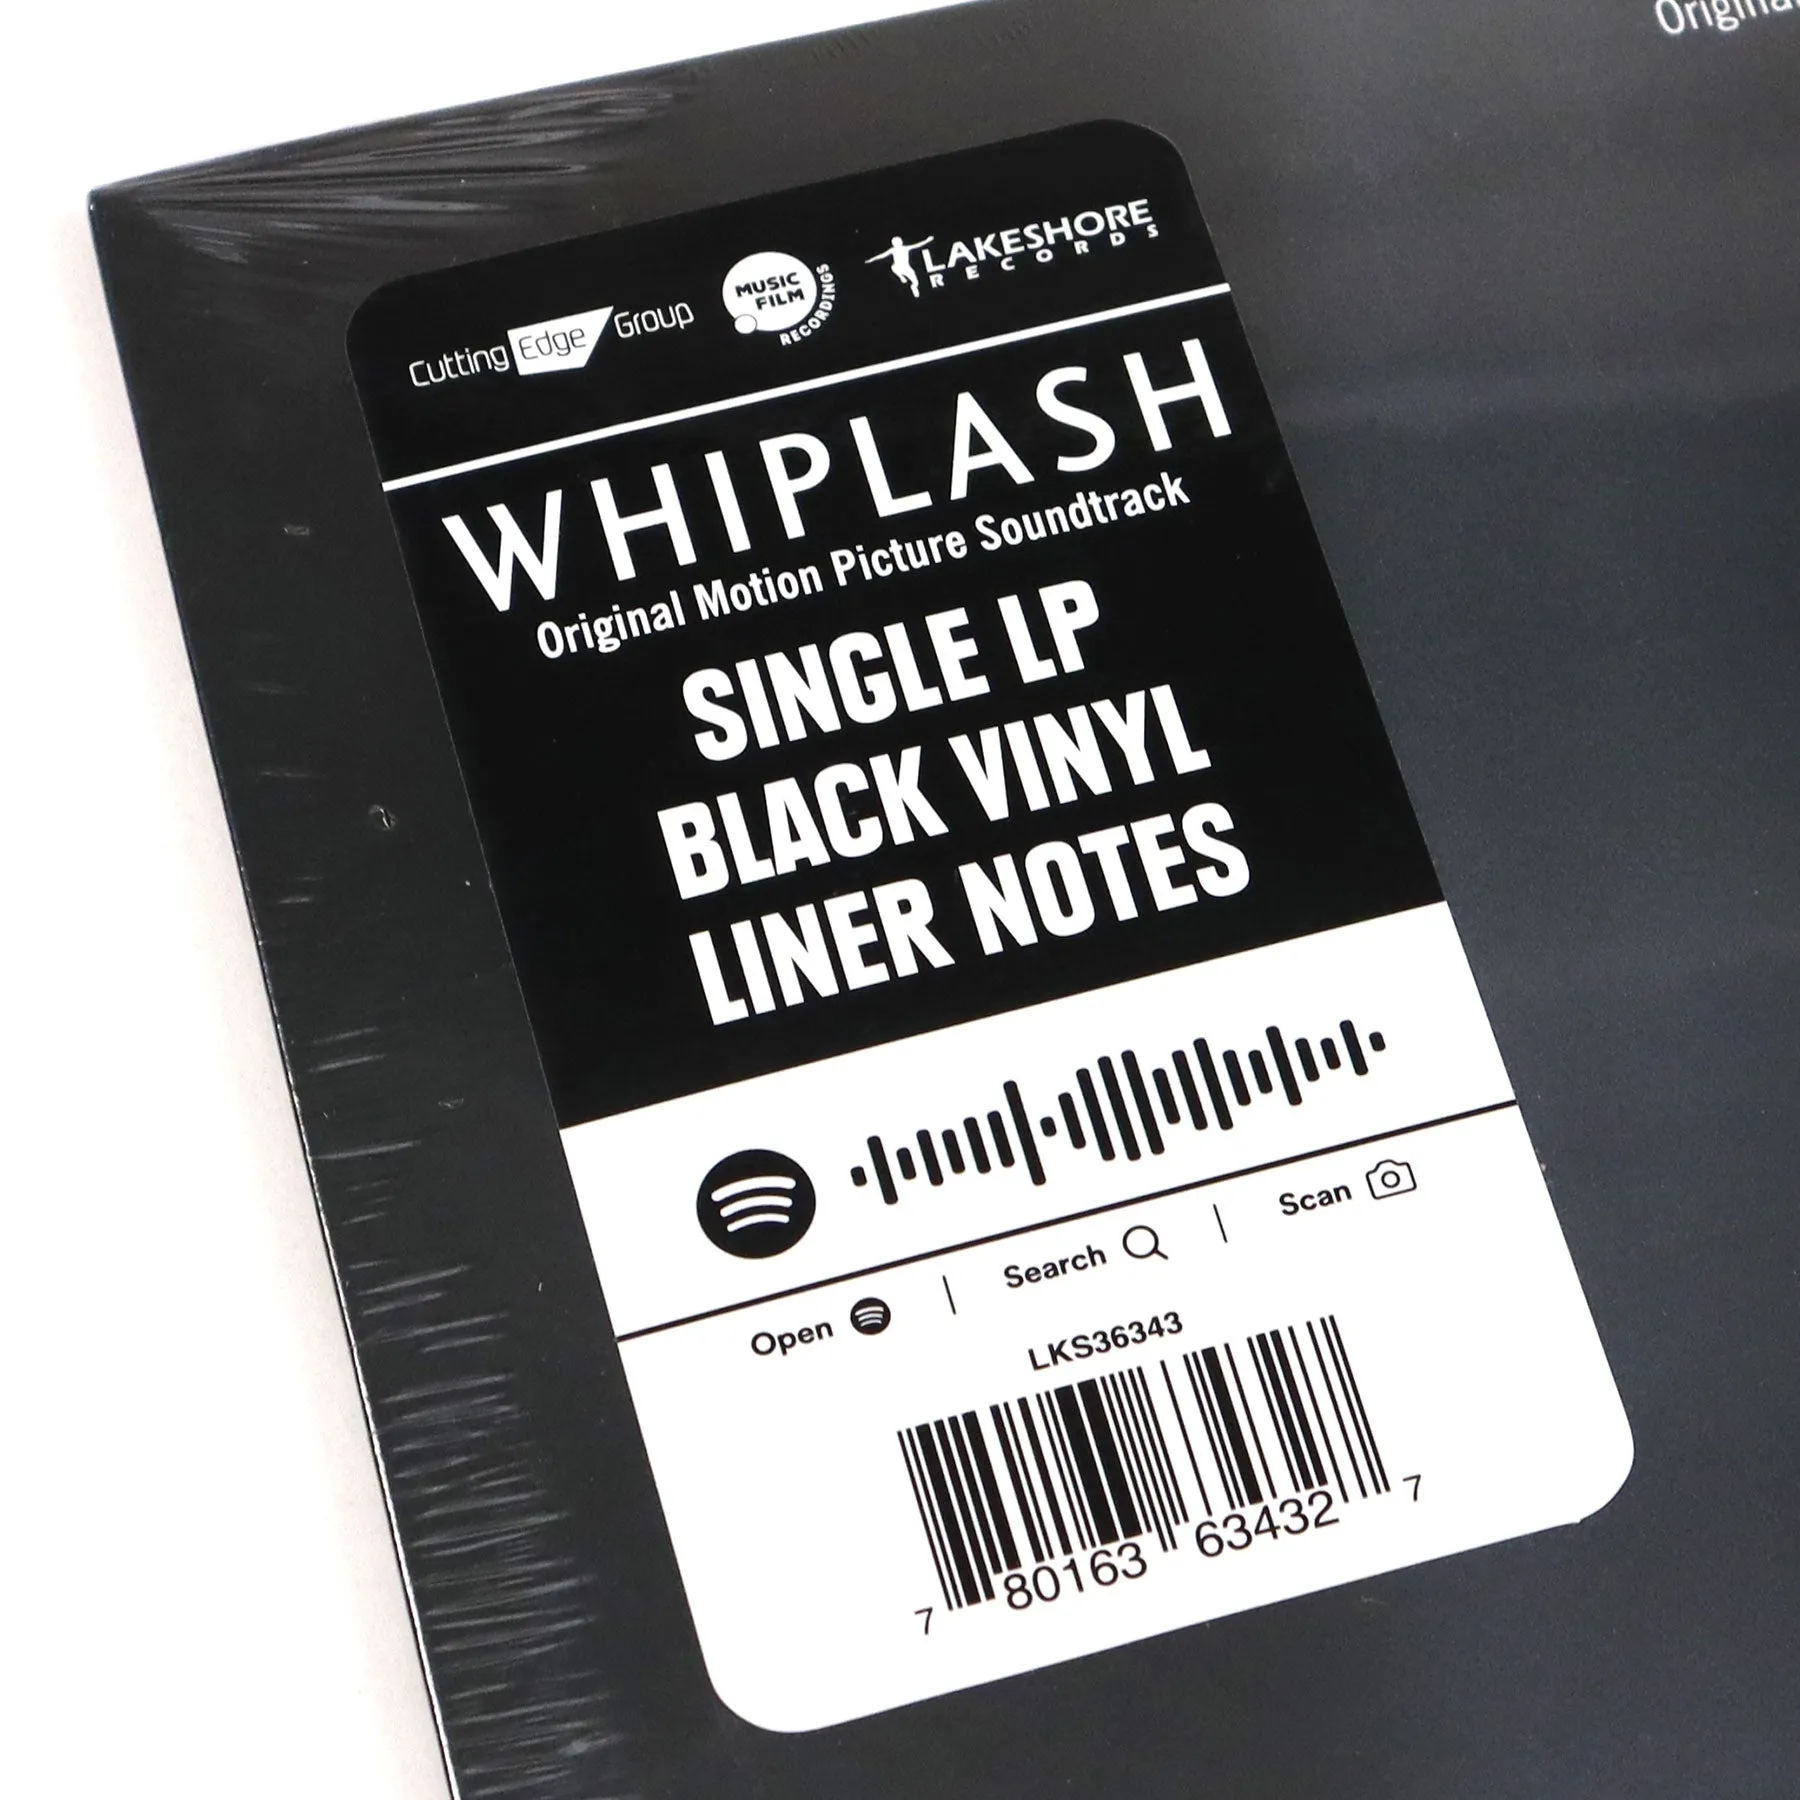 Original
Cutting Edge Group
MUSIC
FILM
RECORDINGS
LAKESHORE
RECORDS
WHIPLASH
Original Motion Picture Soundtrack
SINGLE LP
BLACK VINYL
LINER NOTES
Open | Search | Scan
LKS36343
7 80163 63432 7